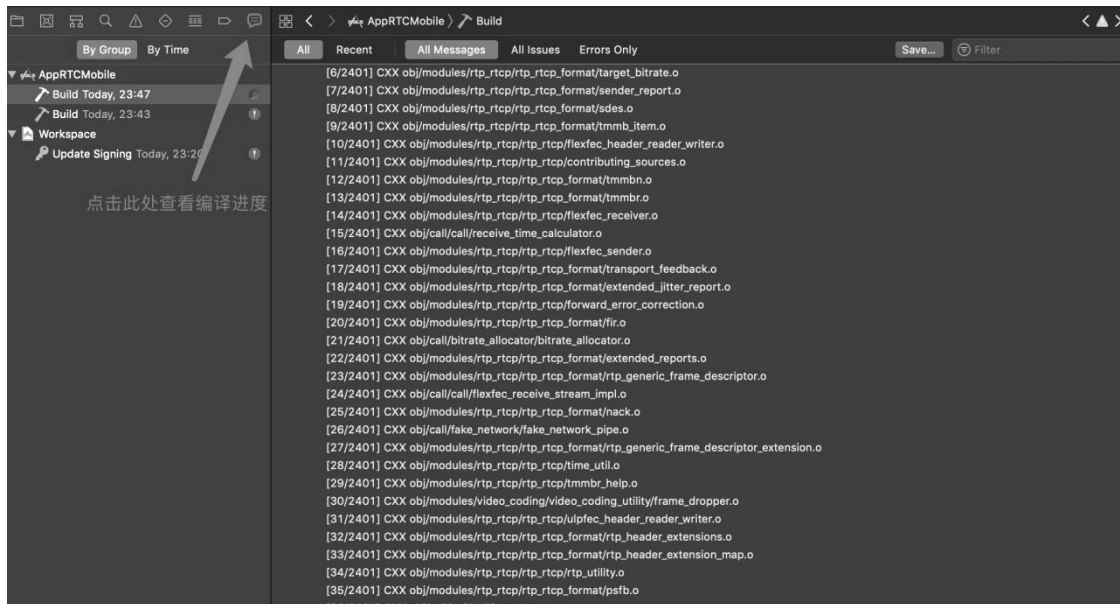 AppRTCMobile 〉 Build
By Group By Time
All Recent All Messages All Issues Errors Only Save... Filter
AppRTCMobile
Build Today, 23:47
Build Today, 23:43
Workspace
Update Signing Today, 23:20
点击此处查看编译进度
[6/2401] CXX obj/modules/rtp_rtcp/rtp_rtcp_format/target_bitrate.o
[7/2401] CXX obj/modules/rtp_rtcp/rtp_rtcp_format/sender_report.o
[8/2401] CXX obj/modules/rtp_rtcp/rtp_rtcp_format/sdes.o
[9/2401] CXX obj/modules/rtp_rtcp/rtp_rtcp_format/tmmb_item.o
[10/2401] CXX obj/modules/rtp_rtcp/rtp_rtcp/flexfec_header_reader_writer.o
[11/2401] CXX obj/modules/rtp_rtcp/rtp_rtcp/contributing_sources.o
[12/2401] CXX obj/modules/rtp_rtcp/rtp_rtcp_format/tmmbn.o
[13/2401] CXX obj/modules/rtp_rtcp/rtp_rtcp_format/tmmbr.o
[14/2401] CXX obj/modules/rtp_rtcp/rtp_rtcp/flexfec_receiver.o
[15/2401] CXX obj/call/call/receive_time_calculator.o
[16/2401] CXX obj/modules/rtp_rtcp/rtp_rtcp/flexfec_sender.o
[17/2401] CXX obj/modules/rtp_rtcp/rtp_rtcp_format/transport_feedback.o
[18/2401] CXX obj/modules/rtp_rtcp/rtp_rtcp_format/extended_jitter_report.o
[19/2401] CXX obj/modules/rtp_rtcp/rtp_rtcp/forward_error_correction.o
[20/2401] CXX obj/modules/rtp_rtcp/rtp_rtcp_format/fir.o
[21/2401] CXX obj/call/bitrate_allocator/bitrate_allocator.o
[22/2401] CXX obj/modules/rtp_rtcp/rtp_rtcp_format/extended_reports.o
[23/2401] CXX obj/modules/rtp_rtcp/rtp_rtcp_format/rtp_generic_frame_descriptor.o
[24/2401] CXX obj/call/call/flexfec_receive_stream_impl.o
[25/2401] CXX obj/modules/rtp_rtcp/rtp_rtcp_format/nack.o
[26/2401] CXX obj/call/fake_network/fake_network_pipe.o
[27/2401] CXX obj/modules/rtp_rtcp/rtp_rtcp_format/rtp_generic_frame_descriptor_extension.o
[28/2401] CXX obj/modules/rtp_rtcp/rtp_rtcp/time_util.o
[29/2401] CXX obj/modules/rtp_rtcp/rtp_rtcp/tmmbr_help.o
[30/2401] CXX obj/modules/video_coding/video_coding_utility/frame_dropper.o
[31/2401] CXX obj/modules/rtp_rtcp/rtp_rtcp/ulpfec_header_reader_writer.o
[32/2401] CXX obj/modules/rtp_rtcp/rtp_rtcp_format/rtp_header_extensions.o
[33/2401] CXX obj/modules/rtp_rtcp/rtp_rtcp_format/rtp_header_extension_map.o
[34/2401] CXX obj/modules/rtp_rtcp/rtp_rtcp/rtp_utility.o
[35/2401] CXX obj/modules/rtp_rtcp/rtp_rtcp_format/psfb.o